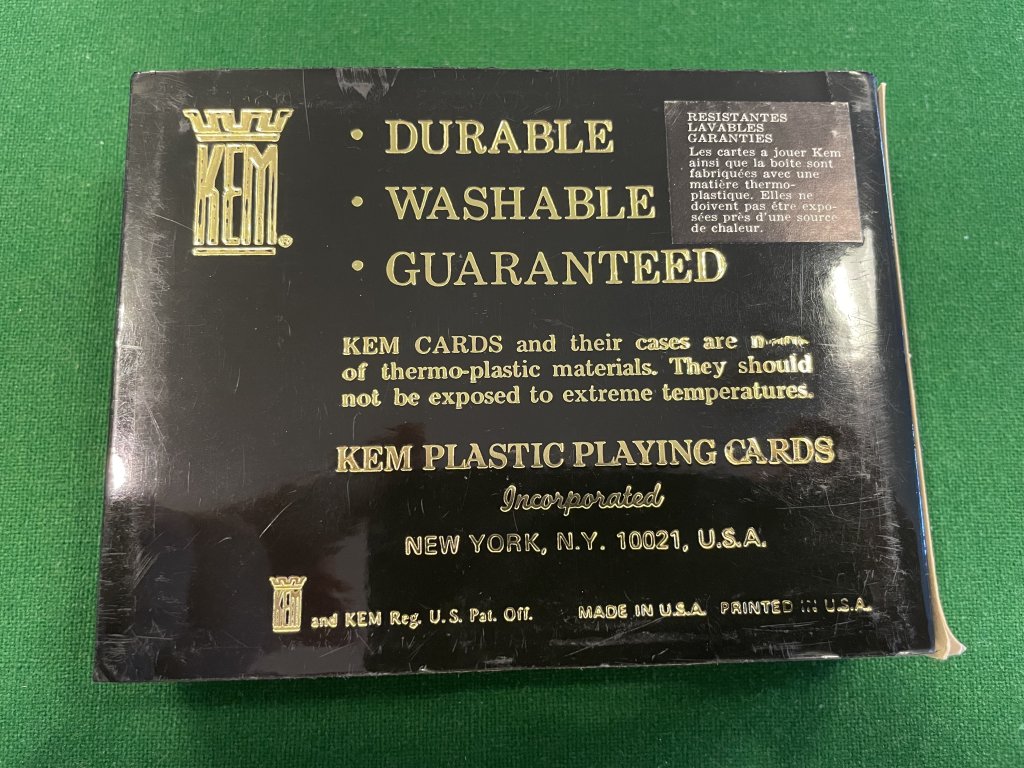 KEM®
• DURABLE
• WASHABLE
• GUARANTEED
RESISTANTES
LAVABLES
GARANTIES
Les cartes a jouer Kem
ainsi que la boite sont
fabriquées avec une
matière thermo-
plastique. Elles ne
doivent pas étre expo-
sées près d'une source
de chaleur.
KEM CARDS and their cases are
of thermo-plastic materials. They should
not be exposed to extreme temperatures.
KEM PLASTIC PLAYING CARDS
Incorporated
NEW YORK, N.Y. 10021, U.S.A.
KEM and KEM Reg. U.S. Pat. Off. MADE IN U.S.A. PRINTED IN U.S.A.